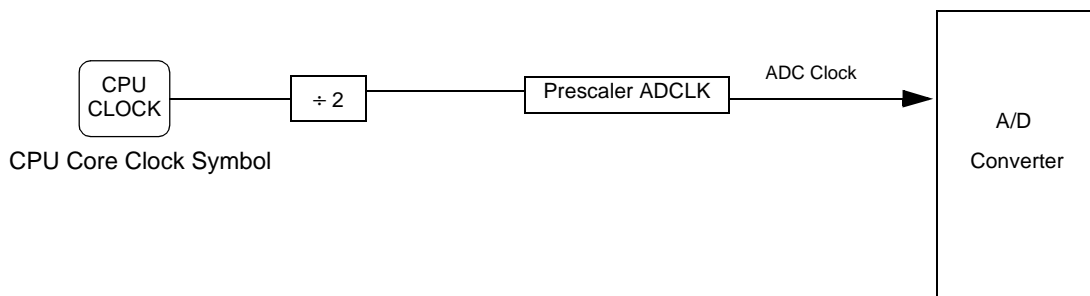 CPU
CLOCK
÷ 2
Prescaler ADCLK
ADC Clock
A/D
Converter
CPU Core Clock Symbol